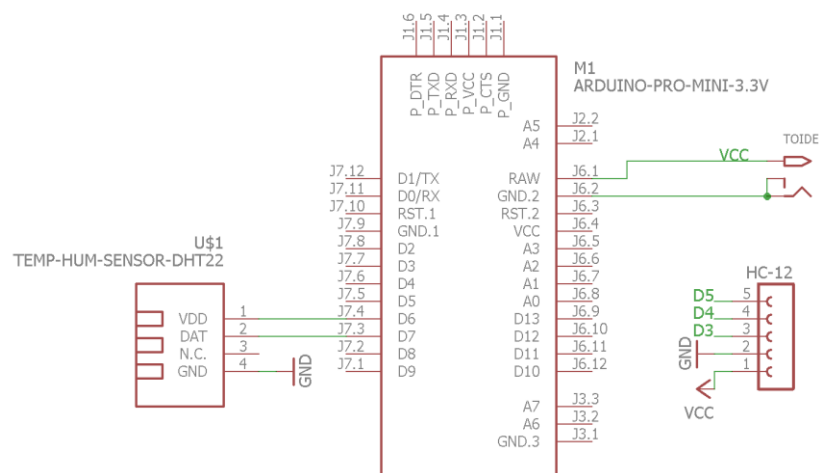 J1.6 J1.5 J1.4 J1.3 J1.2 J1.1
P_DTR P_TXD P_RXD P_VCC P_CTS P_GND
M1
ARDUINO-PRO-MINI-3.3V
A5 J2.2
A4 J2.1
TOIDE
VCC
J7.12 D1/TX RAW J6.1
J7.11 D0/RX GND.2 J6.2
J7.10 RST.1 RST.2 J6.3
J7.9 GND.1 VCC J6.4
J7.8 D2 A3 J6.5
J7.7 D3 A2 J6.6
J7.6 D4 A1 J6.7
J7.5 D5 A0 J6.8
J7.4 D6 D13 J6.9
J7.3 D7 D12 J6.10
J7.2 D8 D11 J6.11
J7.1 D9 D10 J6.12
A7 J3.3
A6 J3.2
GND.3 J3.1
U$1
TEMP-HUM-SENSOR-DHT22
VDD 1
DAT 2
N.C. 3
GND 4
GND
HC-12
D5 5
D4 4
D3 3
GND 2
1
VCC